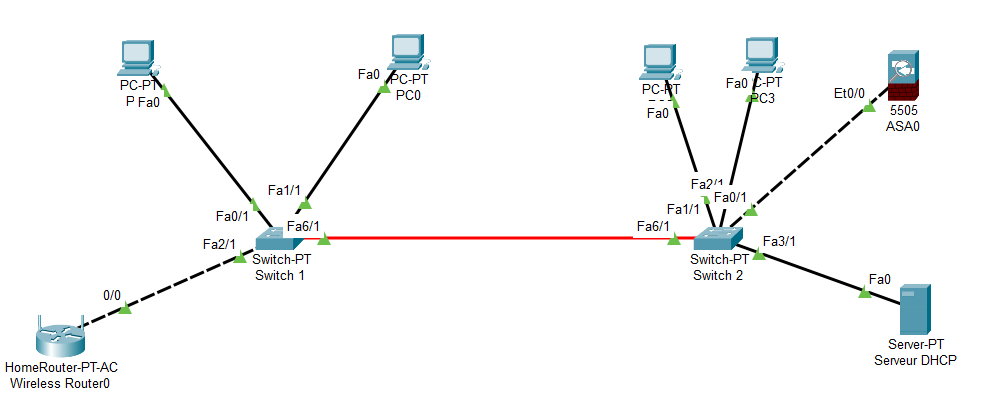 PC-PT
P
Fa0
Fa0
PC-PT
PC0
PC-PT
Fa0
Fa0
C-PT
PC3
Et0/0
5505
ASA0
Fa0/1
Fa1/1
Fa2/1
Fa6/1
Switch-PT
Switch 1
Fa6/1
Fa2/1
Fa1/1
Fa0/1
Switch-PT
Switch 2
Fa3/1
Fa0
Server-PT
Serveur DHCP
0/0
HomeRouter-PT-AC
Wireless Router0